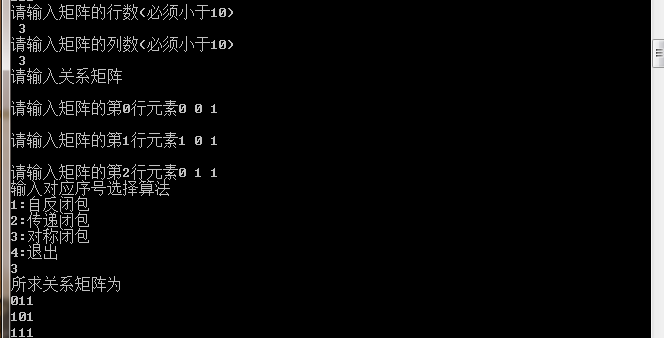 请输入矩阵的行数(必须小于10)
3
请输入矩阵的列数(必须小于10)
3
请输入关系矩阵
请输入矩阵的第0行元素0 0 1
请输入矩阵的第1行元素1 0 1
请输入矩阵的第2行元素0 1 1
输入对应序号选择算法
1:自反闭包
2:传递闭包
3:对称闭包
4:退出
3
所求关系矩阵为
011
101
111